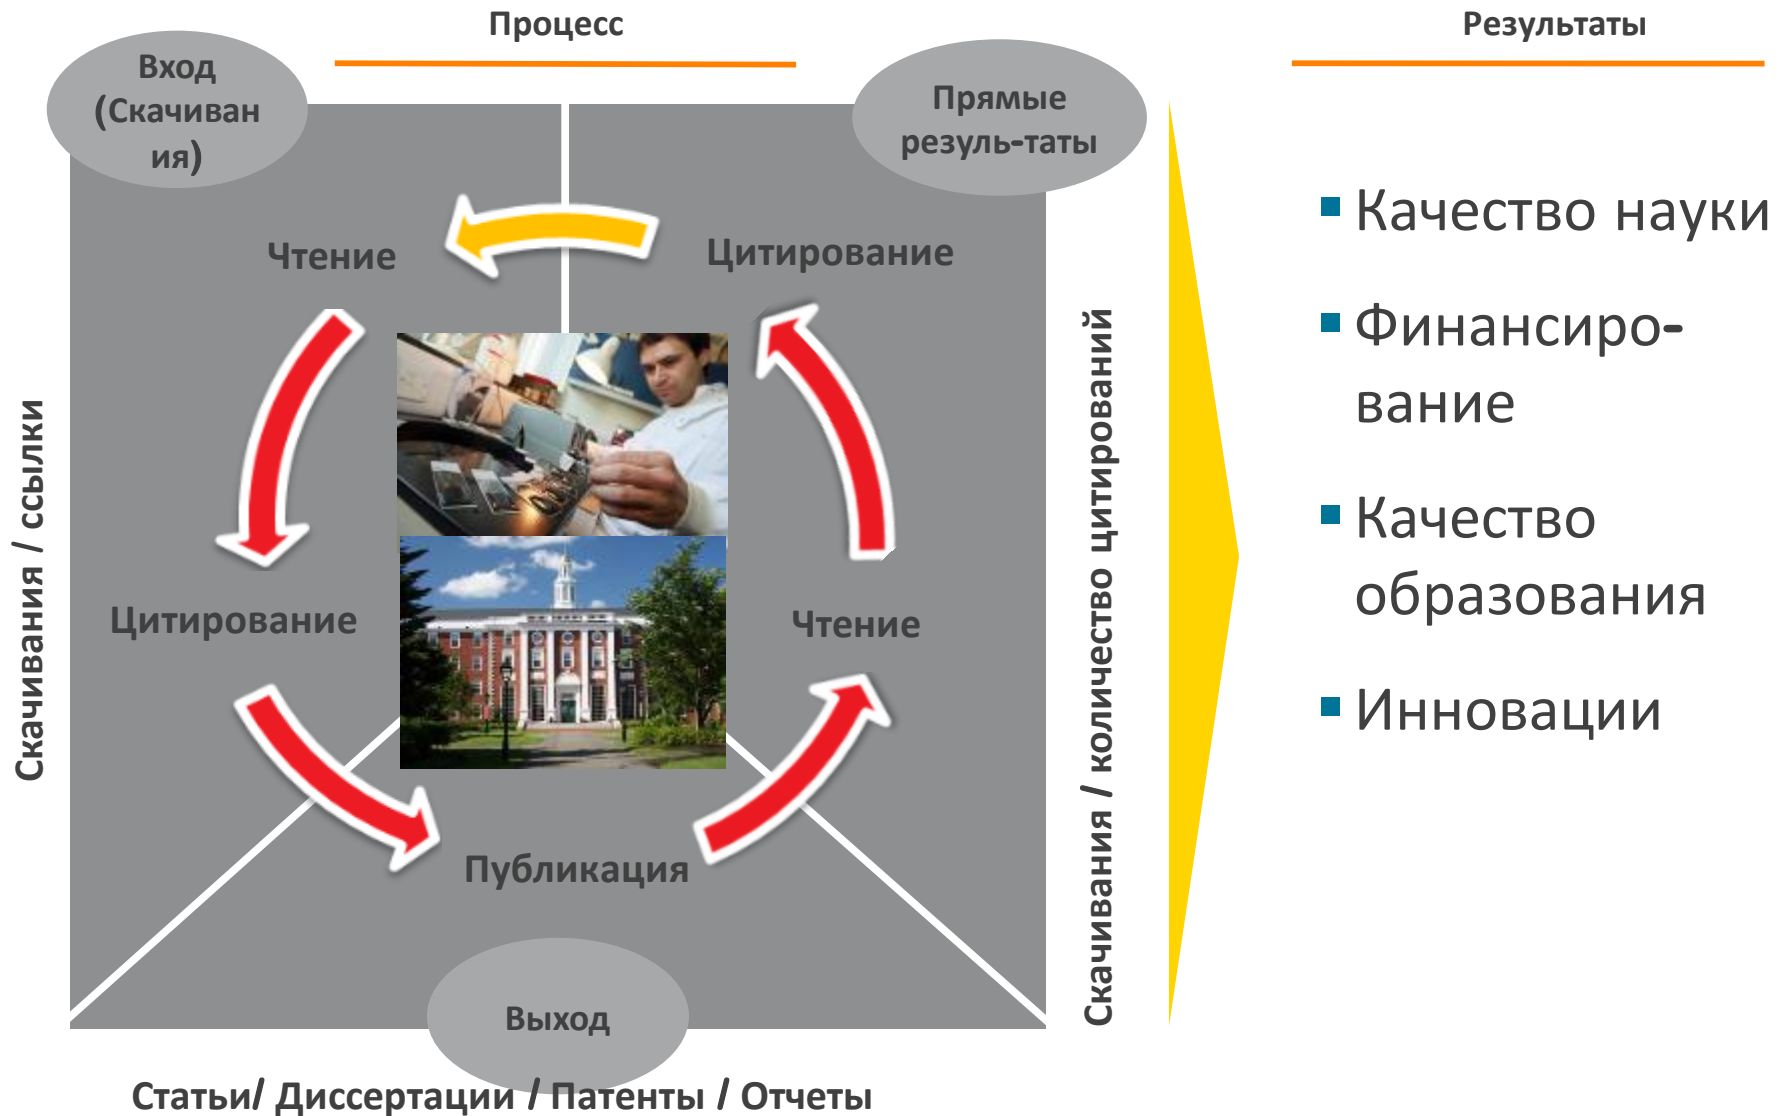 Процесс
Результаты
Вход
(Скачиван
ия)
Прямые
резуль-таты
Чтение
Цитирование
Скачивания / ссылки
Цитирование
Чтение
Публикация
Скачивания / количество цитирований
Выход
Статьи/ Диссертации / Патенты / Отчеты
Качество науки
Финансиро-
вание
Качество
образования
Инновации